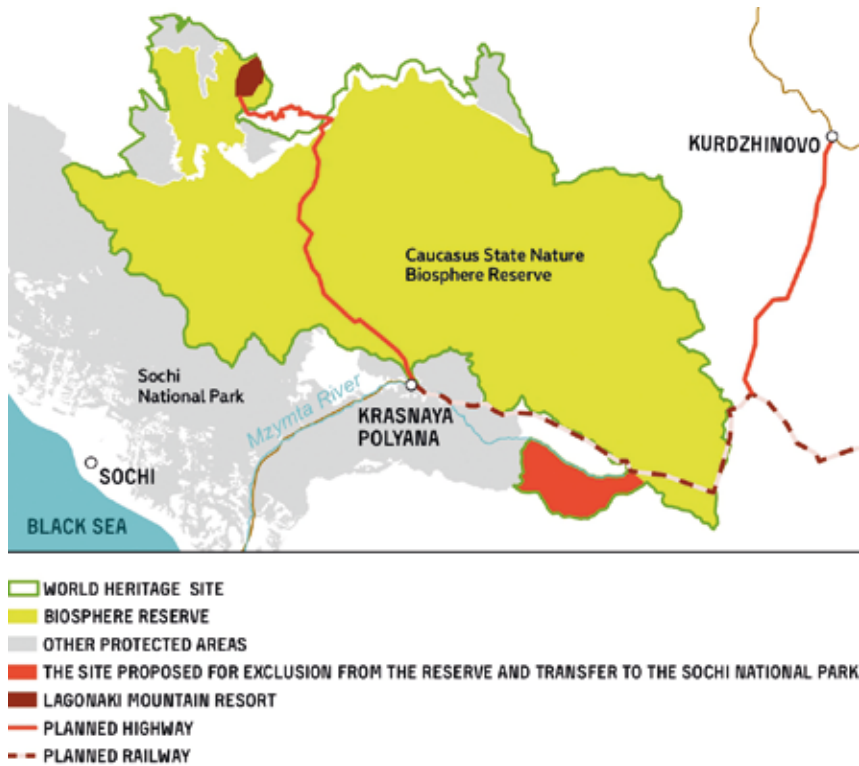 KURDZHINOVO
Caucasus State Nature
Biosphere Reserve
Sochi
National Park
Mzymta River
KRASNAYA
POLYANA
SOCHI
BLACK SEA
WORLD HERITAGE SITE
BIOSPHERE RESERVE
OTHER PROTECTED AREAS
THE SITE PROPOSED FOR EXCLUSION FROM THE RESERVE AND TRANSFER TO THE SOCHI NATIONAL PARK
LAGONAKI MOUNTAIN RESORT
PLANNED HIGHWAY
PLANNED RAILWAY